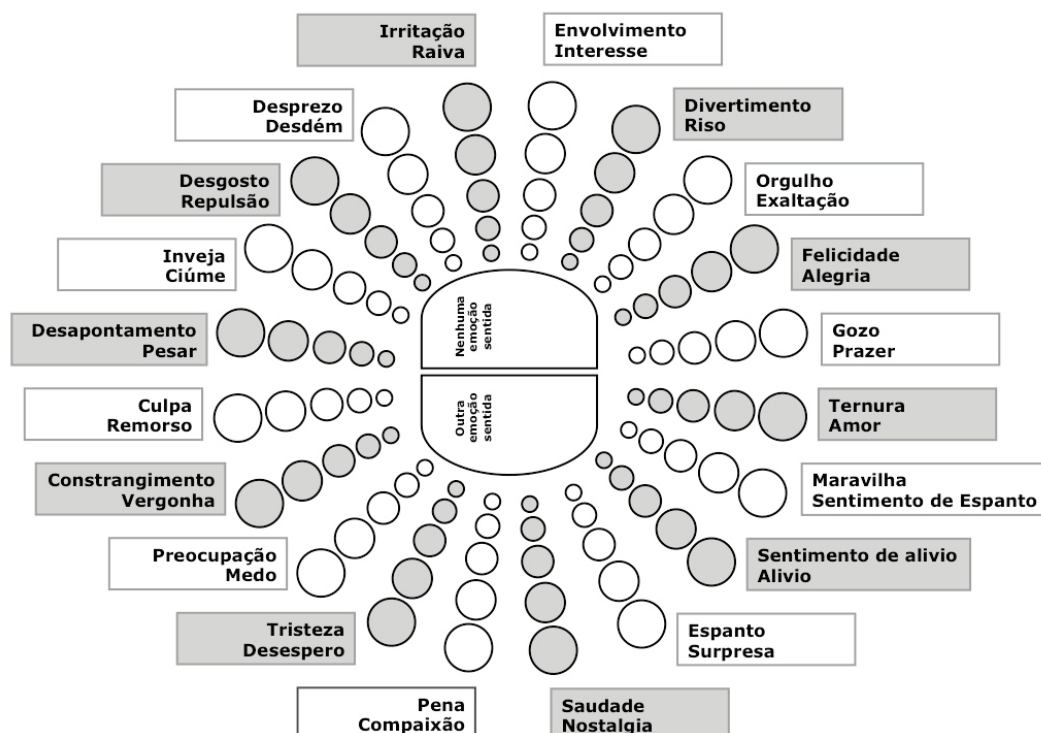 Irritação
Raiva
Envolvimento
Interesse
Desprezo
Desdém
Divertimento
Riso
Desgosto
Repulsão
Orgulho
Exaltação
Inveja
Ciúme
Felicidade
Alegria
Desapontamento
Pesar
Nenhuma
emoção
sentida
Gozo
Prazer
Culpa
Remorso
Outra
emoção
sentida
Ternura
Amor
Constrangimento
Vergonha
Maravilha
Sentimento de Espanto
Preocupação
Medo
Sentimento de alivio
Alivio
Tristeza
Desespero
Espanto
Surpresa
Pena
Compaixão
Saudade
Nostalgia